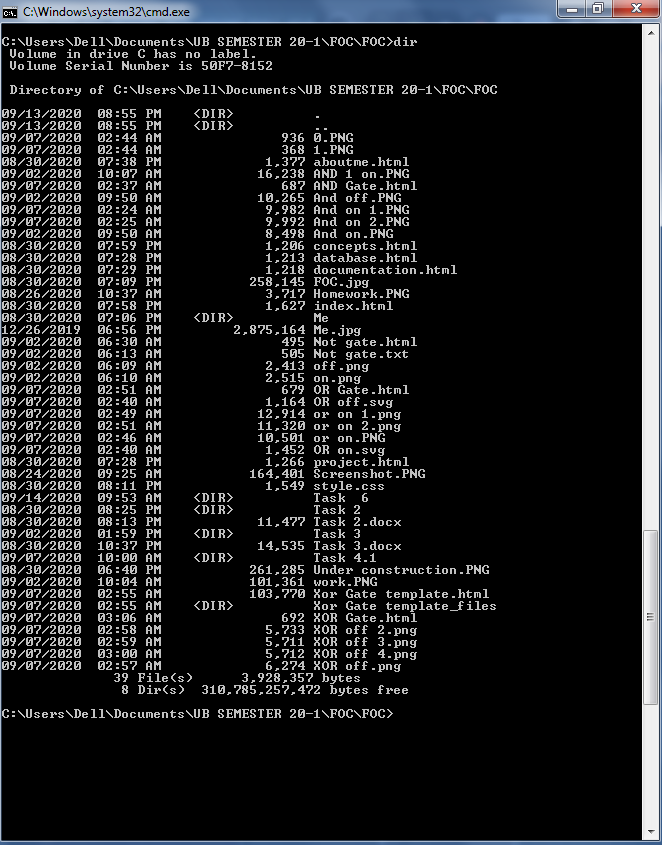 C:\Windows\system32\cmd.exe
C:\Users\Dell\Documents\UB SEMESTER 20-1\FOC\FOC>dir
 Volume in drive C has no label.
 Volume Serial Number is 50F7-8152

 Directory of C:\Users\Dell\Documents\UB SEMESTER 20-1\FOC\FOC

09/13/2020  08:55 PM    <DIR>          .
09/13/2020  08:55 PM    <DIR>          ..
09/07/2020  02:44 AM               936 0.PNG
09/07/2020  02:44 AM               368 1.PNG
08/30/2020  07:38 PM             1,377 aboutme.html
09/02/2020  10:07 AM            16,238 AND 1 on.PNG
09/07/2020  02:37 AM               687 AND Gate.html
09/02/2020  09:50 AM            10,265 And off.PNG
09/07/2020  02:24 AM             9,982 And on 1.PNG
09/07/2020  02:25 AM             9,992 And on 2.PNG
09/02/2020  09:50 AM             8,498 And on.PNG
08/30/2020  07:59 PM             1,206 concepts.html
08/30/2020  07:28 PM             1,213 database.html
08/30/2020  07:29 PM             1,218 documentation.html
08/30/2020  07:09 PM           258,145 FOC.jpg
08/26/2020  10:37 AM             3,717 Homework.PNG
08/30/2020  07:58 PM             1,627 index.html
08/30/2020  07:06 PM    <DIR>          Me
12/26/2019  06:56 PM         2,875,164 Me.jpg
09/02/2020  06:30 AM               495 Not gate.html
09/02/2020  06:13 AM               505 Not gate.txt
09/02/2020  06:09 AM             2,413 off.png
09/02/2020  06:10 AM             2,515 on.png
09/07/2020  02:51 AM               679 OR Gate.html
09/07/2020  02:40 AM             1,164 OR off.svg
09/07/2020  02:49 AM            12,914 or on 1.png
09/07/2020  02:51 AM            11,320 or on 2.png
09/07/2020  02:46 AM            10,501 or on.PNG
09/07/2020  02:40 AM             1,452 OR on.svg
08/30/2020  07:28 PM             1,266 project.html
08/24/2020  09:25 AM           164,401 Screenshot.PNG
08/30/2020  08:11 PM             1,549 style.css
09/14/2020  09:53 AM    <DIR>          Task  6
08/30/2020  08:25 PM    <DIR>          Task 2
08/30/2020  08:13 PM            11,477 Task 2.docx
09/02/2020  01:59 PM    <DIR>          Task 3
08/30/2020  10:37 PM            14,535 Task 3.docx
09/07/2020  10:00 AM    <DIR>          Task 4.1
08/30/2020  06:40 PM           261,285 Under construction.PNG
09/02/2020  10:04 AM           101,361 work.PNG
09/07/2020  02:55 AM           103,770 Xor Gate template.html
09/07/2020  02:55 AM    <DIR>          Xor Gate template_files
09/07/2020  03:06 AM               692 XOR Gate.html
09/07/2020  02:58 AM             5,733 XOR off 2.png
09/07/2020  02:59 AM             5,711 XOR off 3.png
09/07/2020  03:00 AM             5,712 XOR off 4.png
09/07/2020  02:57 AM             6,274 XOR off.png
              39 File(s)      3,928,357 bytes
               8 Dir(s)  310,785,257,472 bytes free

C:\Users\Dell\Documents\UB SEMESTER 20-1\FOC\FOC>